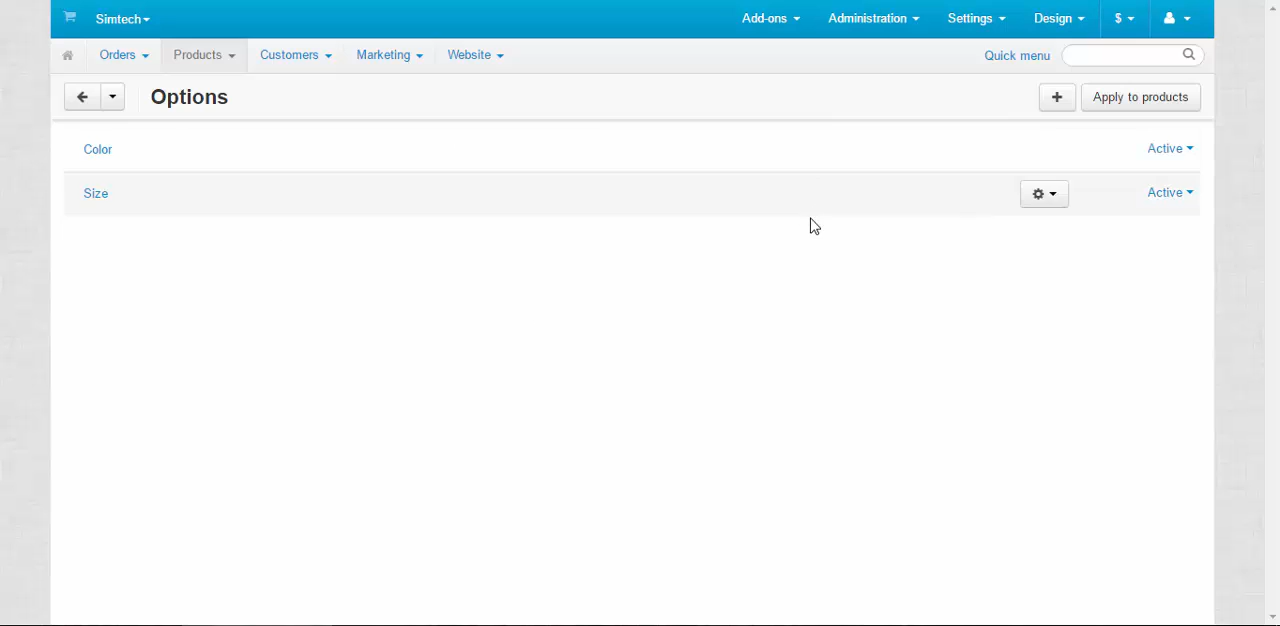 Simtech Add-ons Administration Settings Design $
Orders Products Customers Marketing Website Quick menu
Options Apply to products
Color Active
Size Active